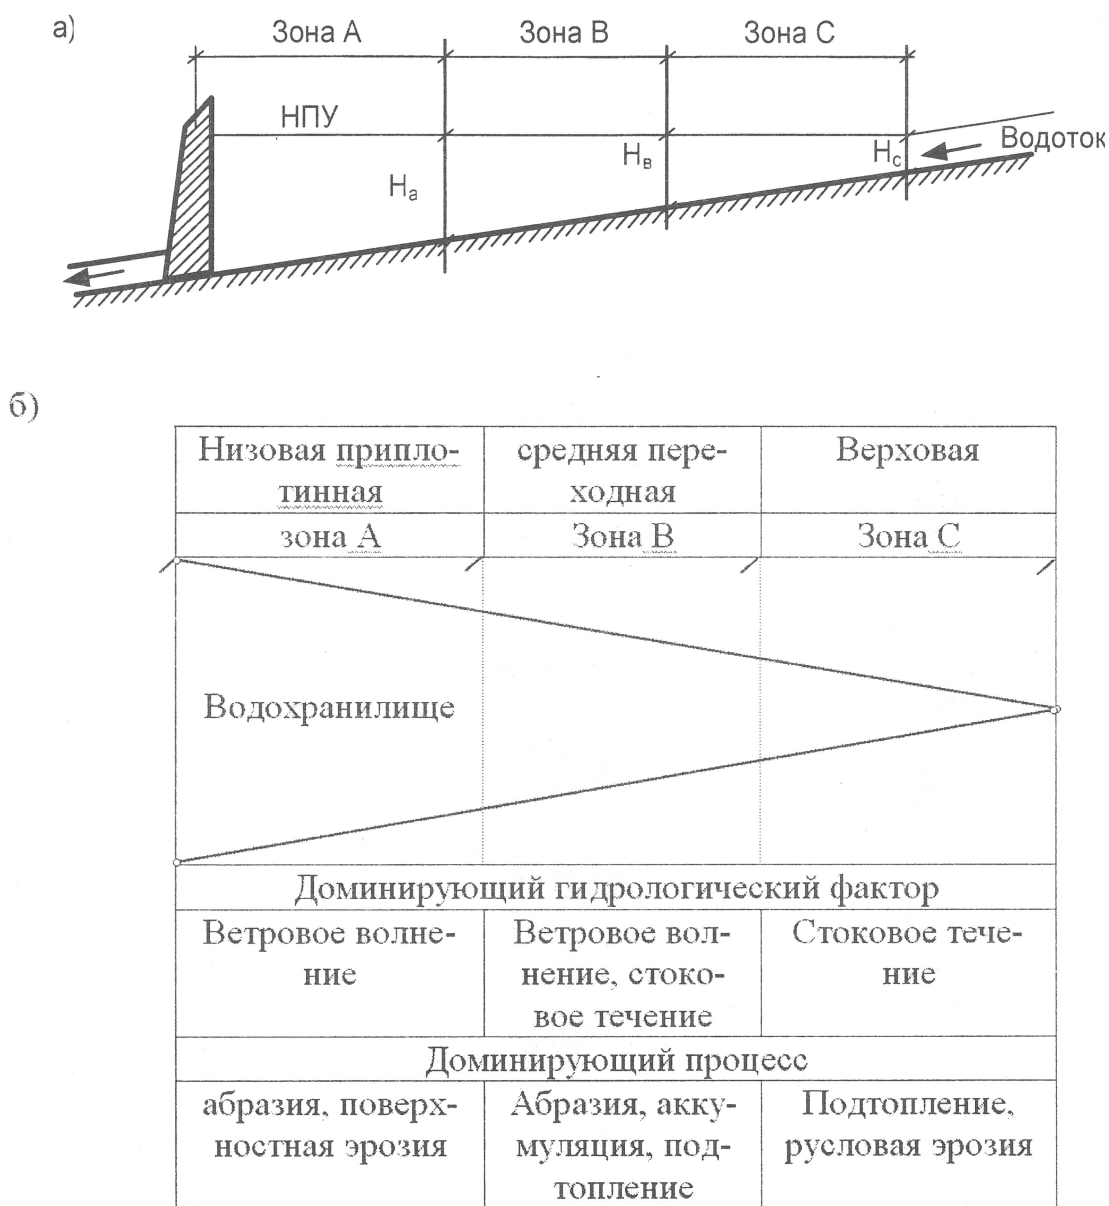 а)
Зона А Зона В Зона С
НПУ
Водоток
Hв Hс
Hа
б)
Низовая припло- средняя пере- Верховая
тинная ходная
зона А Зона В Зона С
Водохранилище
Доминирующий гидрологический фактор
Ветровое волне- Ветровое вол- Стоковое тече-
ние нение, стоко- ние
вое течение
Доминирующий процесс
абразия, поверх- Абразия, акку- Подтопление,
ностная эрозия муляция, под- русловая эрозия
топление